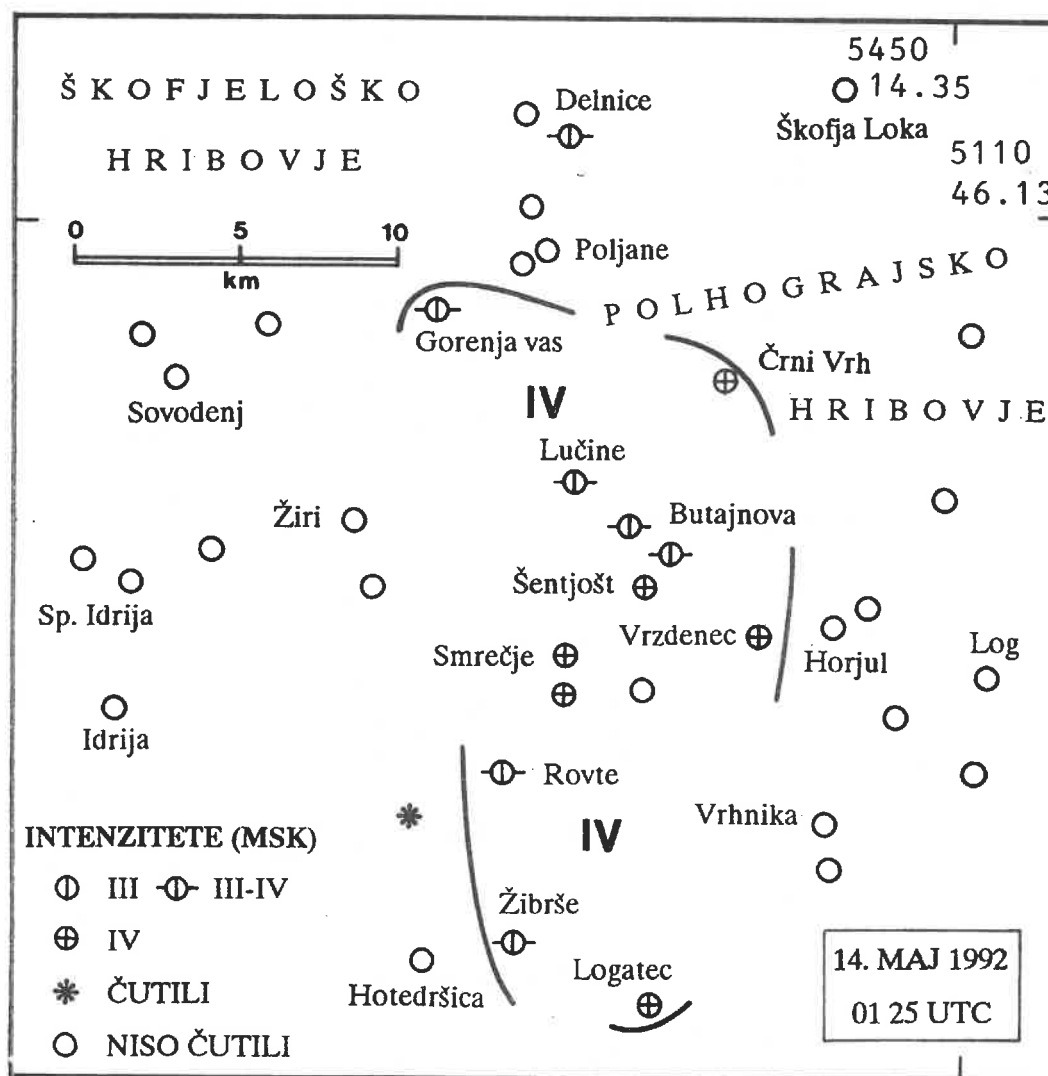 5450
14.35
ŠKOFJELOŠKO
HRIBOVJE
Delnice
Škofja Loka
5110
46.13
0 5 10
km
Poljane
POLHOGRAJSKO
HRIBOVJE
Gorenja vas
Črni Vrh
Sovodenj
IV
Lučine
Žiri
Butajnova
Šentjošt
Sp. Idrija
Smrečje
Vrzdenec
Horjul
Log
Idrija
Rovte
IV
Vrhnika
INTENZITETE (MSK)
III III-IV
IV
ČUTILI
NISO ČUTILI
Žibrše
Hotedršica
Logatec
14. MAJ 1992
01 25 UTC